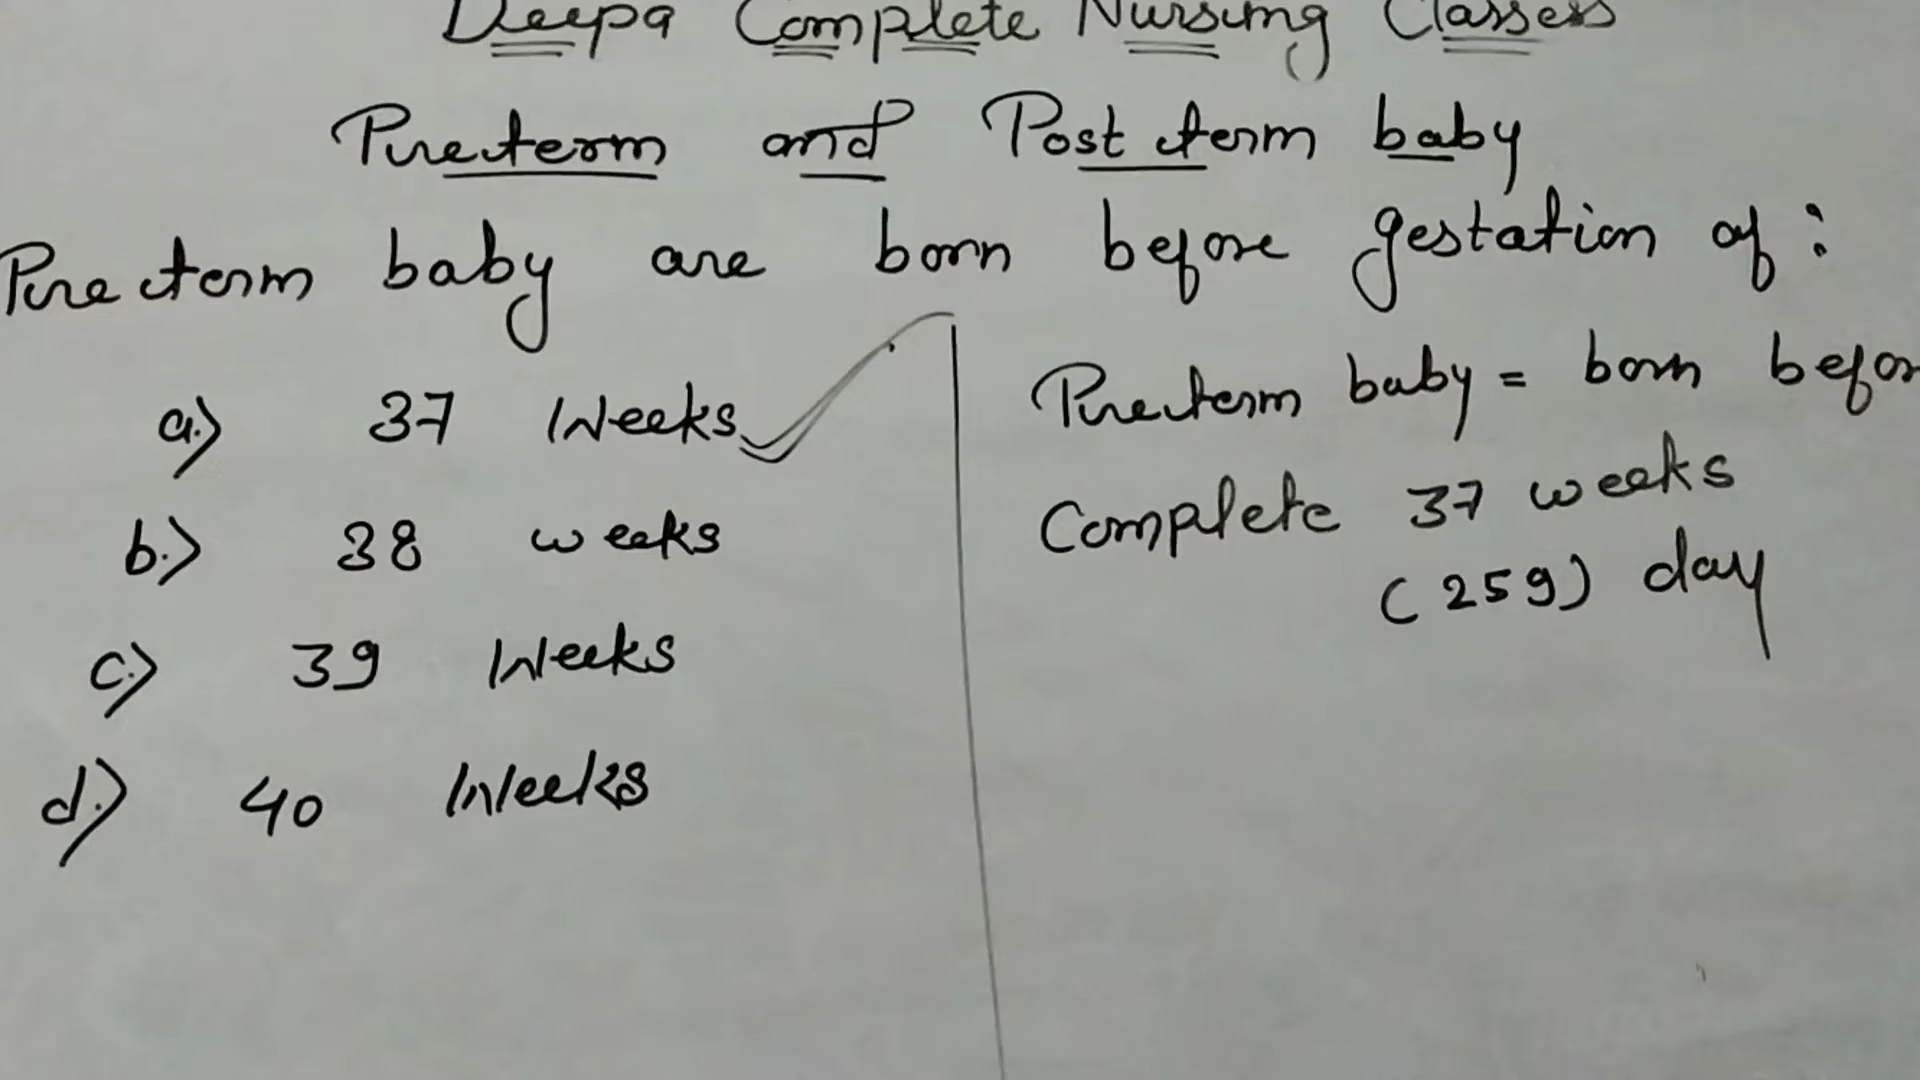 Deepa Complete Nursing Classes
Preterm and Post term baby
Preterm baby are born before gestation of :
a.) 37 Weeks
b.) 38 weeks
c.) 39 Weeks
d.) 40 Weeks
Preterm baby = born befor
Complete 37 weeks
(259) day